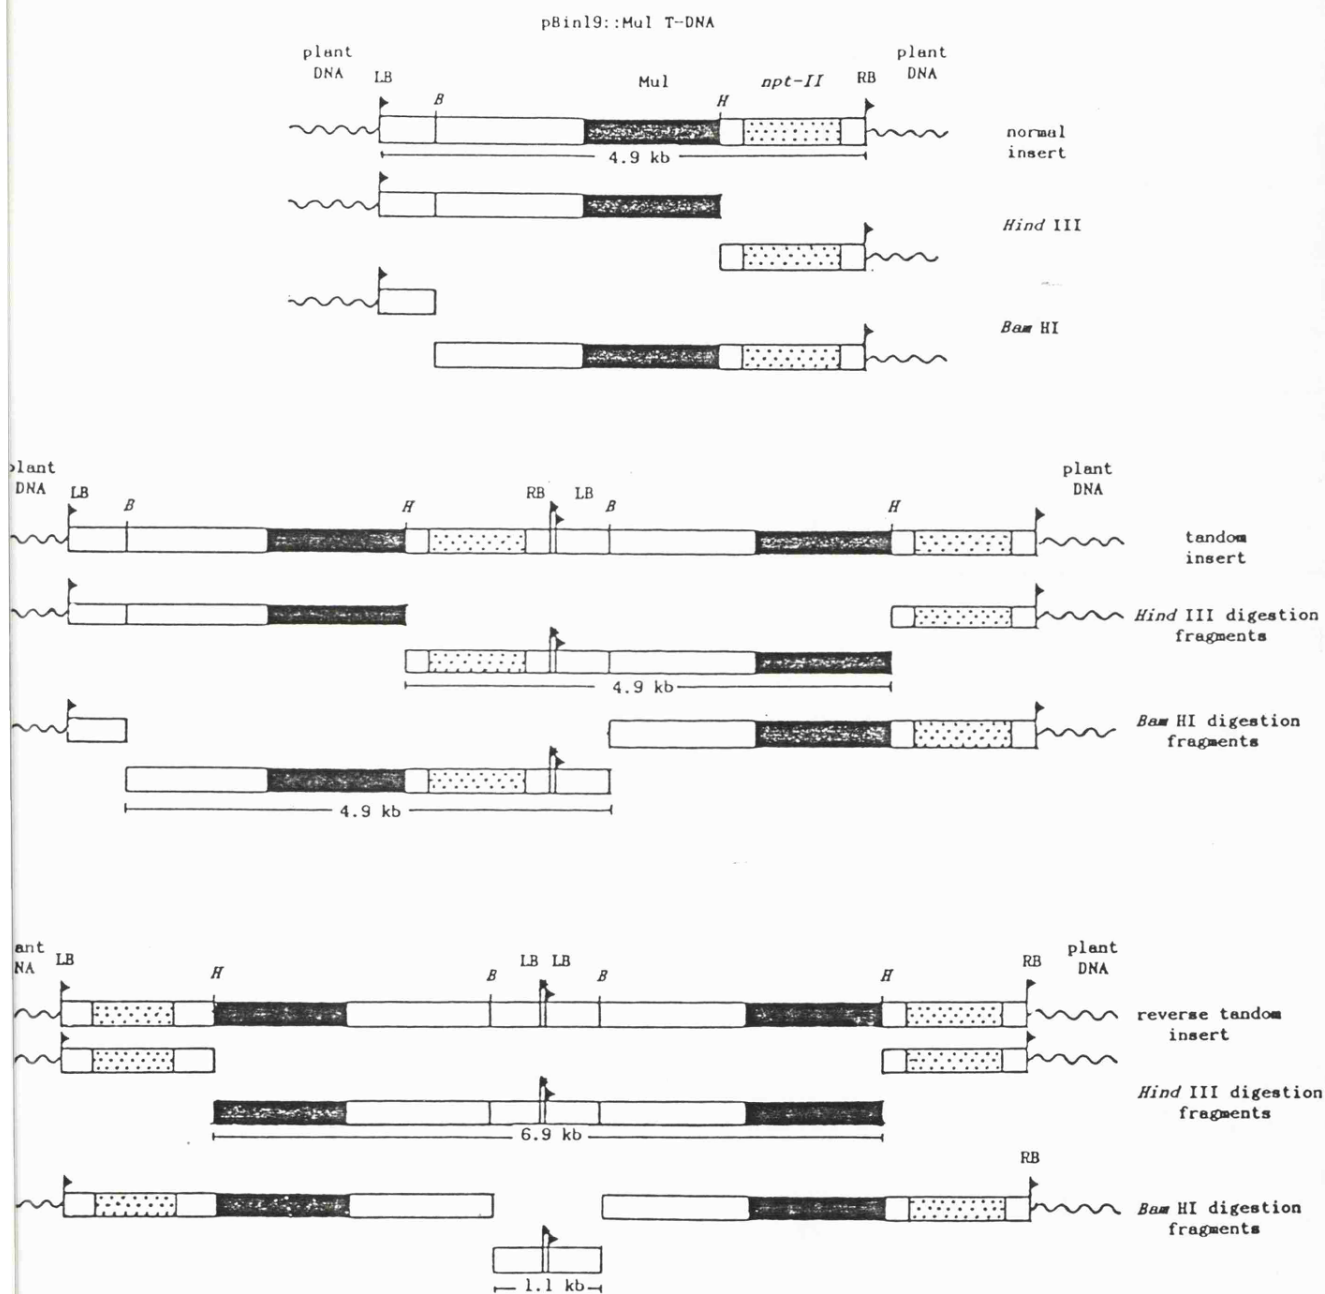 pBin19::Mul T-DNA
plant
DNA
LB
B
Mul
H
npt-II
RB
plant
DNA
normal
insert
4.9 kb
Hind III
Bam HI
plant
DNA
LB
B
H
RB
LB
B
H
plant
DNA
tandom
insert
Hind III digestion
fragments
4.9 kb
Bam HI digestion
fragments
4.9 kb
ant
NA
LB
H
B
LB
LB
B
H
RB
plant
DNA
reverse tandom
insert
Hind III digestion
fragments
6.9 kb
RB
Bam HI digestion
fragments
1.1 kb